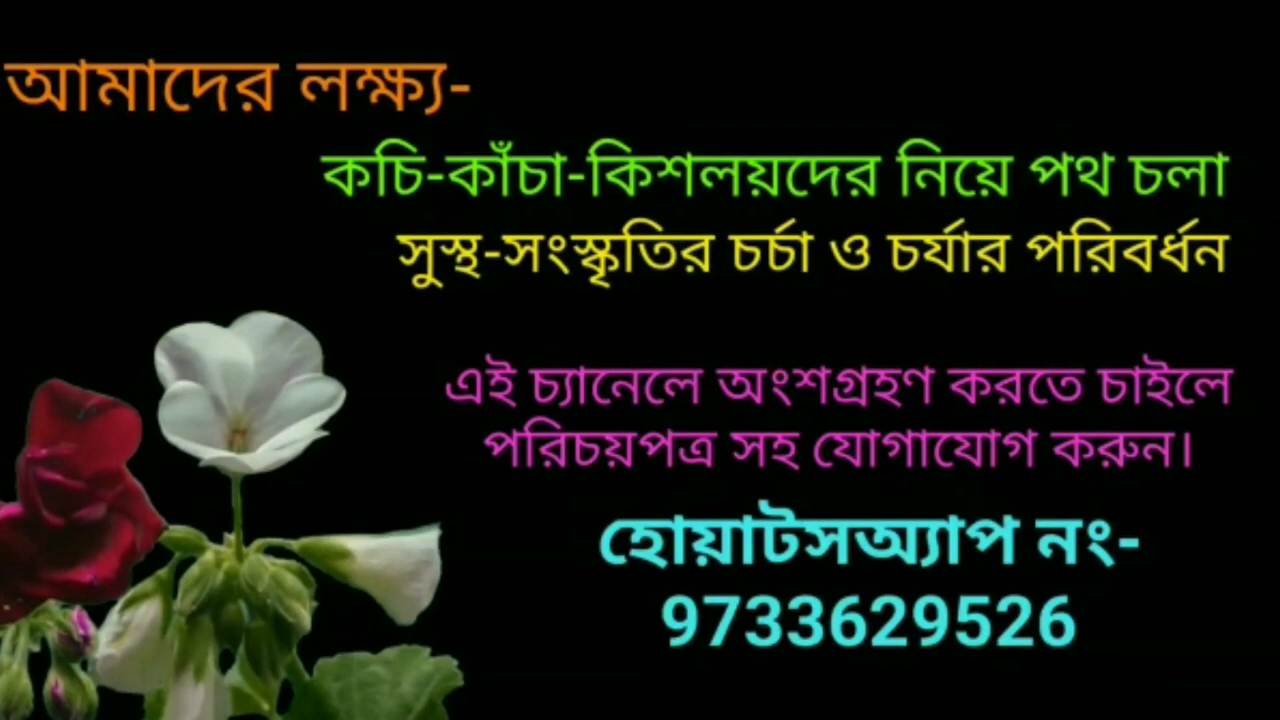 আমাদের লক্ষ্য-
কচি-কাঁচা-কিশলয়দের নিয়ে পথ চলা
সুস্থ-সংস্কৃতির চর্চা ও চর্যার পরিবর্ধন
এই চ্যানেলে অংশগ্রহণ করতে চাইলে
পরিচয়পত্র সহ যোগাযোগ করুন।
হোয়াটসঅ্যাপ নং-
9733629526